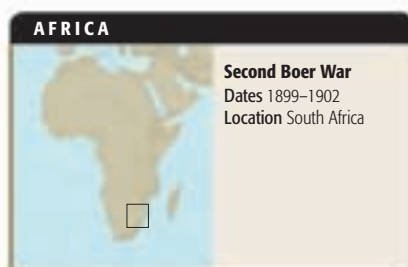 AFRICA
Second Boer War
Dates 1899–1902
Location South Africa